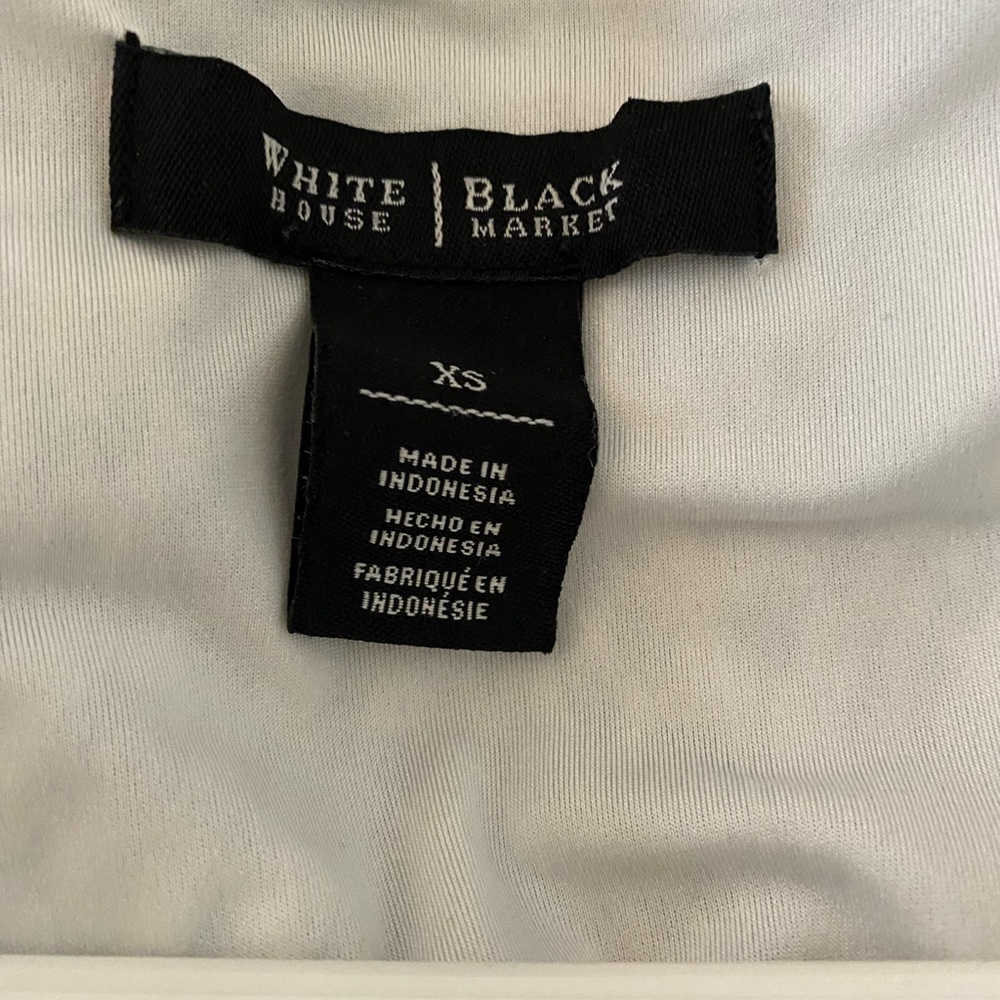 WHITE HOUSE | BLACK MARKET
XS
MADE IN
INDONESIA
HECHO EN
INDONESIA
FABRIQUÉ EN
INDONÉSIE